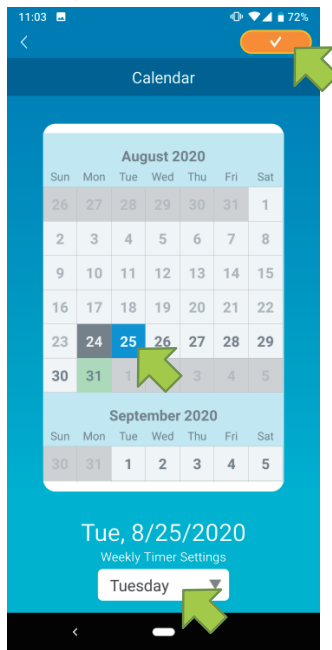 11:03 72%
Calendar
August 2020
Sun Mon Tue Wed Thu Fri Sat
26 27 28 29 30 31 1
2 3 4 5 6 7 8
9 10 11 12 13 14 15
16 17 18 19 20 21 22
23 24 25 26 27 28 29
30 31 1 3 4 5
September 2020
Sun Mon Tue Wed Thu Fri Sat
30 31 1 2 3 4 5
Tue, 8/25/2020
Weekly Timer Settings
Tuesday